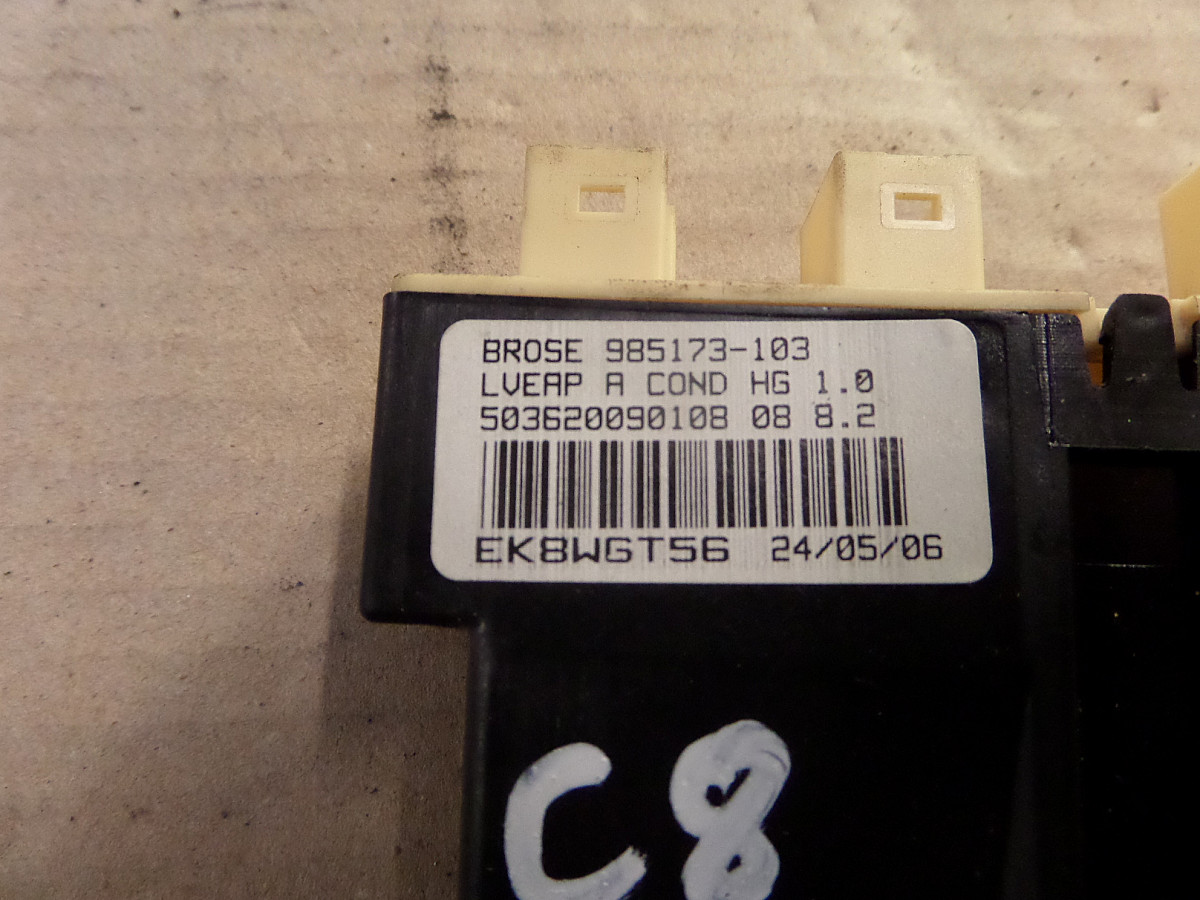 BROSE 985173-103
LVEAP A COND HG 1.0
503620090108 08 8.2
EK8WGT56 24/05/06
C8